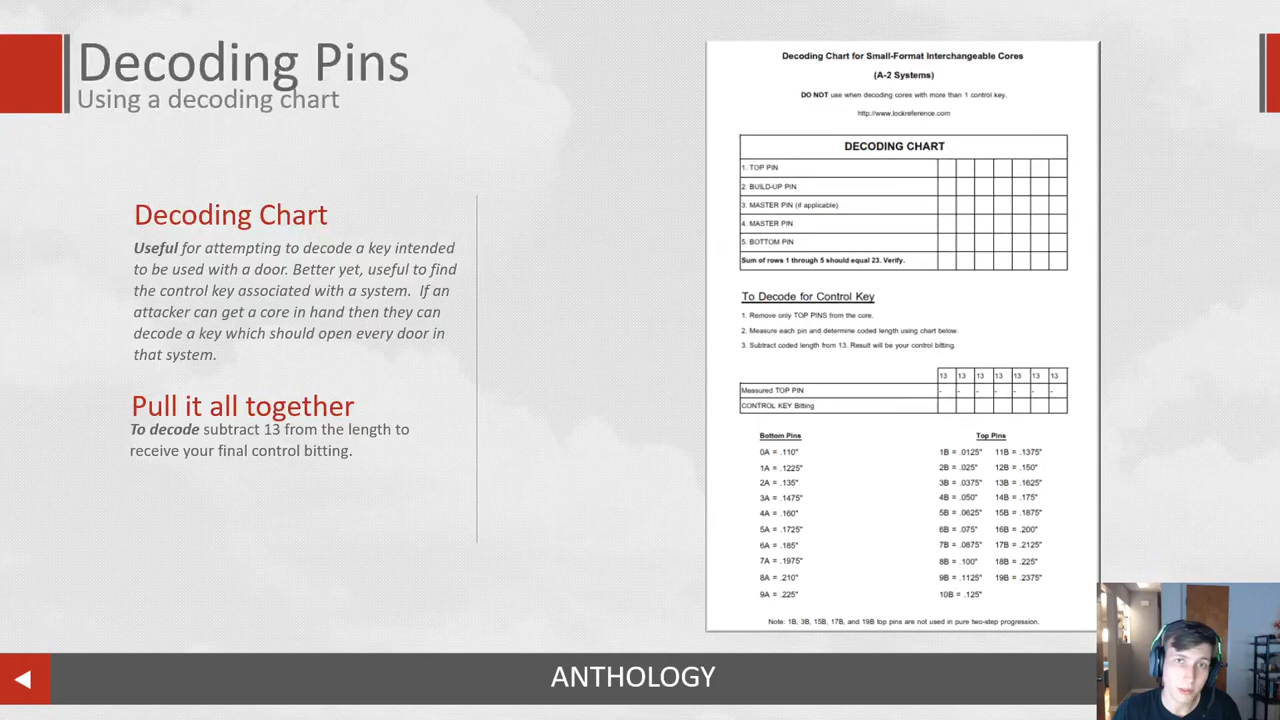 Decoding Pins
Using a decoding chart
Decoding Chart
Useful for attempting to decode a key intended
to be used with a door. Better yet, useful to find
the control key associated with a system. If an
attacker can get a core in hand then they can
decode a key which should open every door in
that system.
Pull it all together
To decode subtract 13 from the length to
receive your final control bitting.
Decoding Chart for Small-Format Interchangeable Cores
(A-2 Systems)
DO NOT use when decoding cores with more than 1 control key.
http://www.lockreference.com
DECODING CHART
1. TOP PIN
2. BUILD-UP PIN
3. MASTER PIN (if applicable)
4. MASTER PIN
5. BOTTOM PIN
Sum of rows 1 through 5 should equal 23. Verify.
To Decode for Control Key
1. Remove only TOP PINS from the core.
2. Measure each pin and determine coded length using chart below.
3. Subtract coded length from 13. Result will be your control bitting.
13 13 13 13 13 13 13
Measured TOP PIN - - - - - - -
CONTROL KEY Bitting
Bottom Pins Top Pins
0A = .110" 1B = .0125" 11B = .1375"
1A = .1225" 2B = .025" 12B = .150"
2A = .135" 3B = .0375" 13B = .1625"
3A = .1475" 4B = .050" 14B = .175"
4A = .160" 5B = .0625" 15B = .1875"
5A = .1725" 6B = .075" 16B = .200"
6A = .185" 7B = .0875" 17B = .2125"
7A = .1975" 8B = .100" 18B = .225"
8A = .210" 9B = .1125" 19B = .2375"
9A = .225" 10B = .125"
Note: 1B, 3B, 15B, 17B, and 19B top pins are not used in pure two-step progression.
ANTHOLOGY